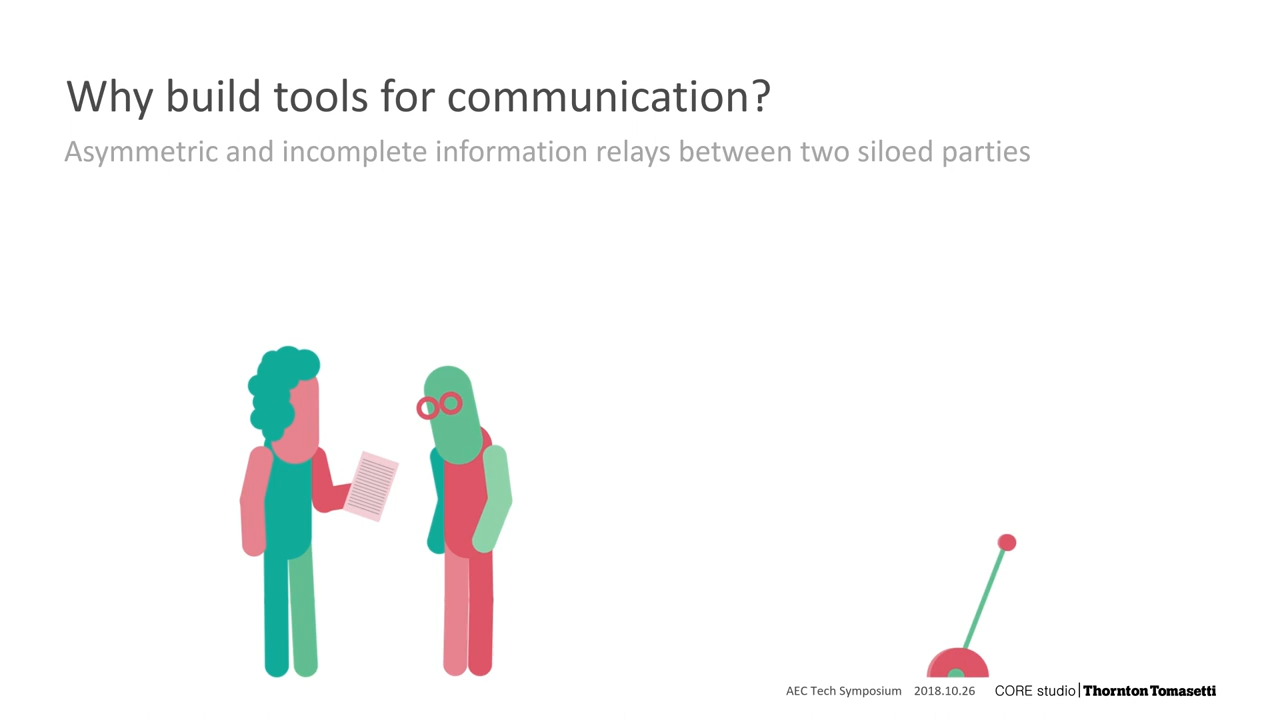 Why build tools for communication?
Asymmetric and incomplete information relays between two siloed parties
AEC Tech Symposium 2018.10.26 CORE studio | Thornton Tomasetti